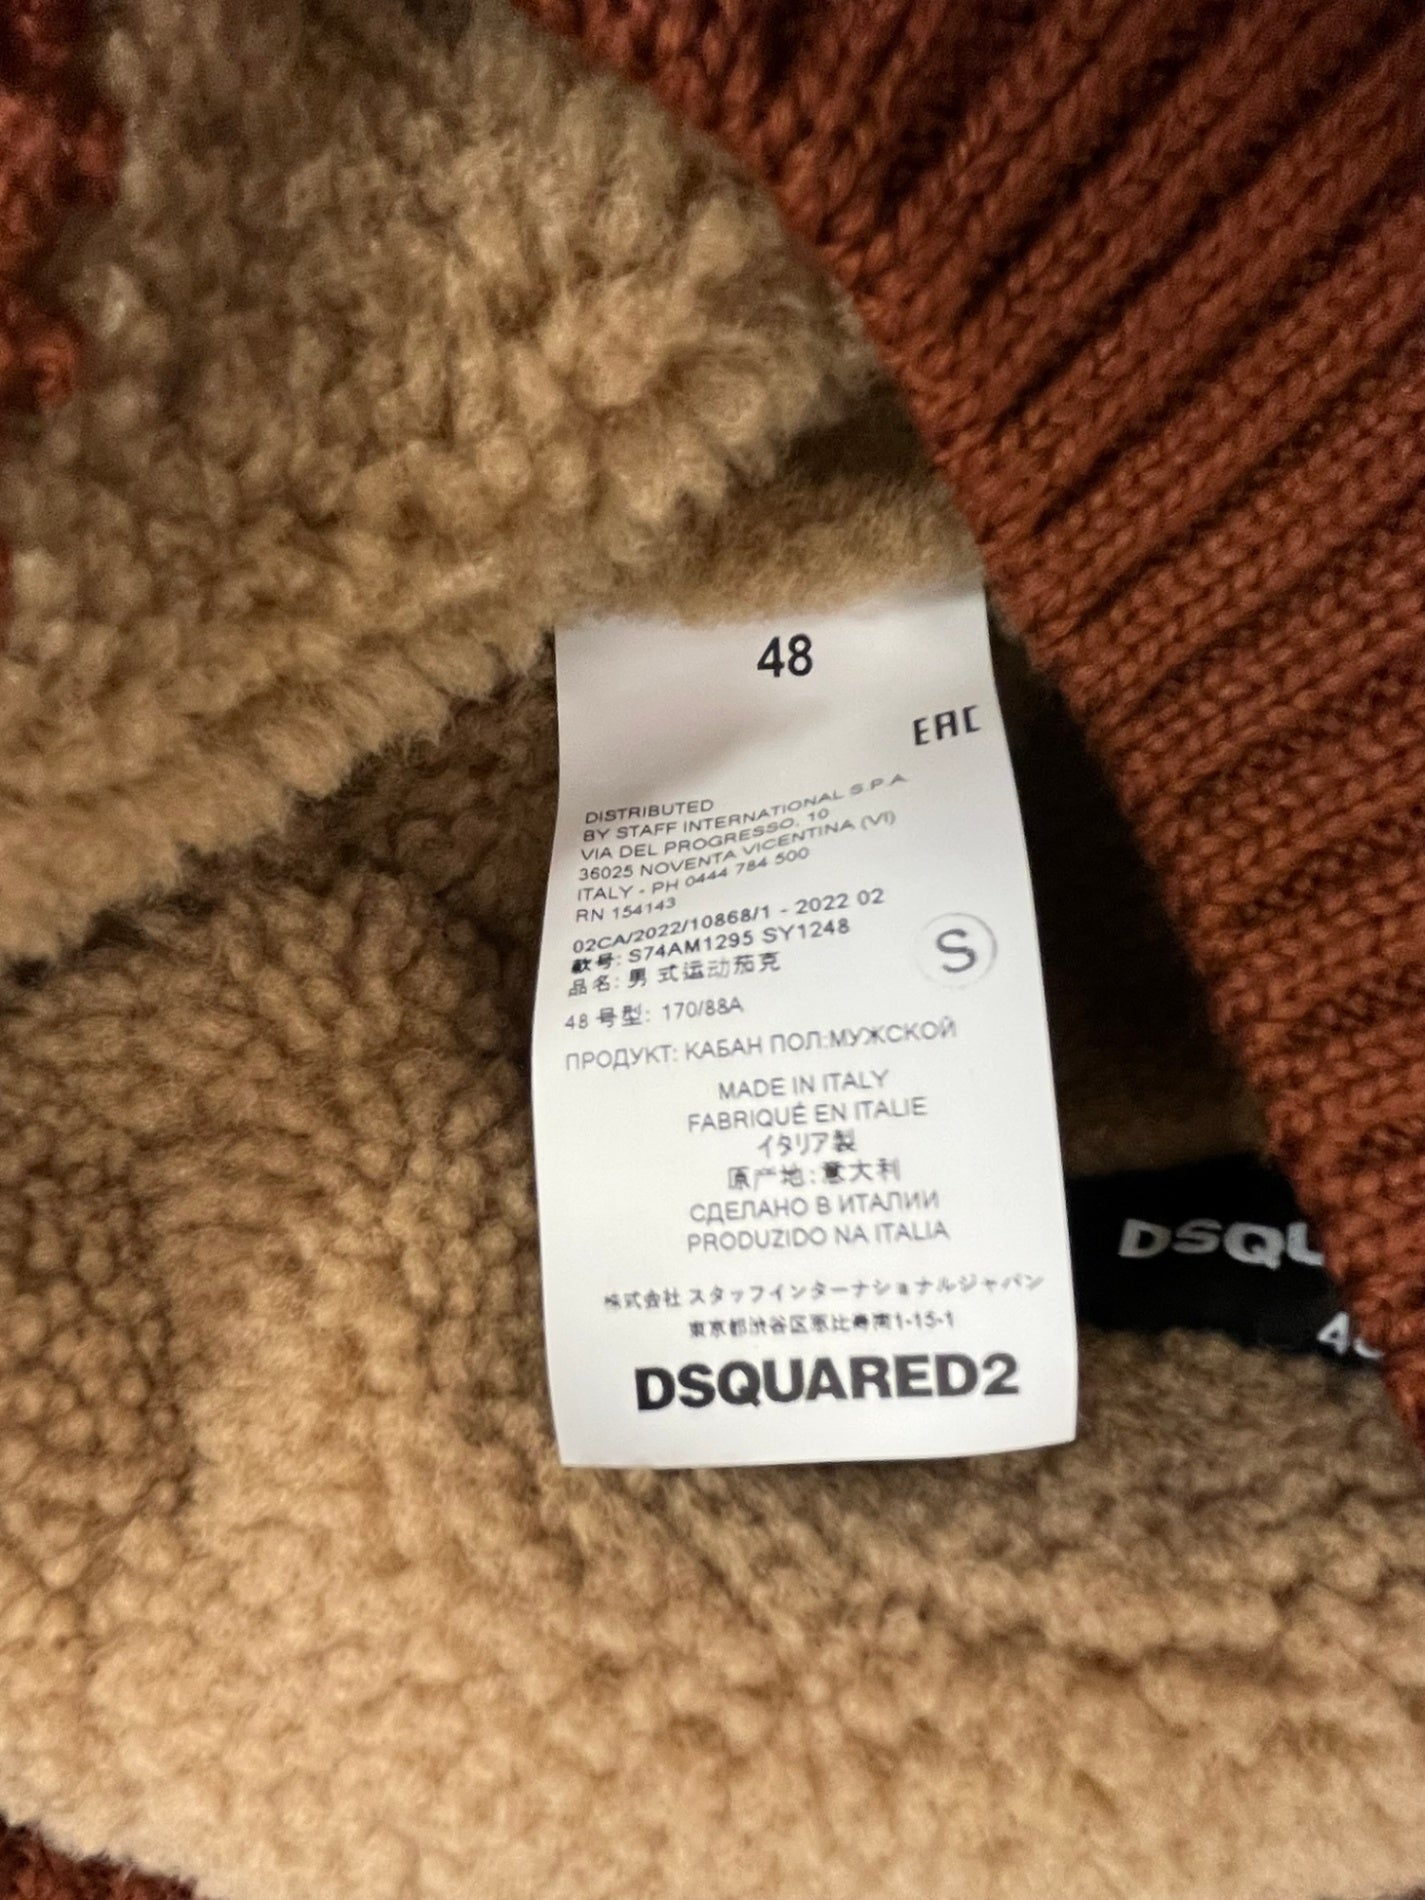 48
EAC
DISTRIBUTED
BY STAFF INTERNATIONAL S.P.A
VIA DEL PROGRESSO, 10
36025 NOVENTA VICENTINA (VI)
ITALY - PH 0444 784 500
RN 154143
02CA/2022/10868/1 - 2022 02
款号: S74AM1295 SY1248
品名: 男 式运动茄克
S
48 号型: 170/88A
ПРОДУКТ: КАБАН ПОЛ:МУЖСКОЙ
MADE IN ITALY
FABRIQUÉ EN ITALIE
イタリア製
原产地:意大利
СДЕЛАНО В ИТАЛИИ
PRODUZIDO NA ITALIA
株式会社 スタッフインターナショナルジャパン
東京都渋谷区恵比寿南1-15-1
DSQUARED2
DSQU
4